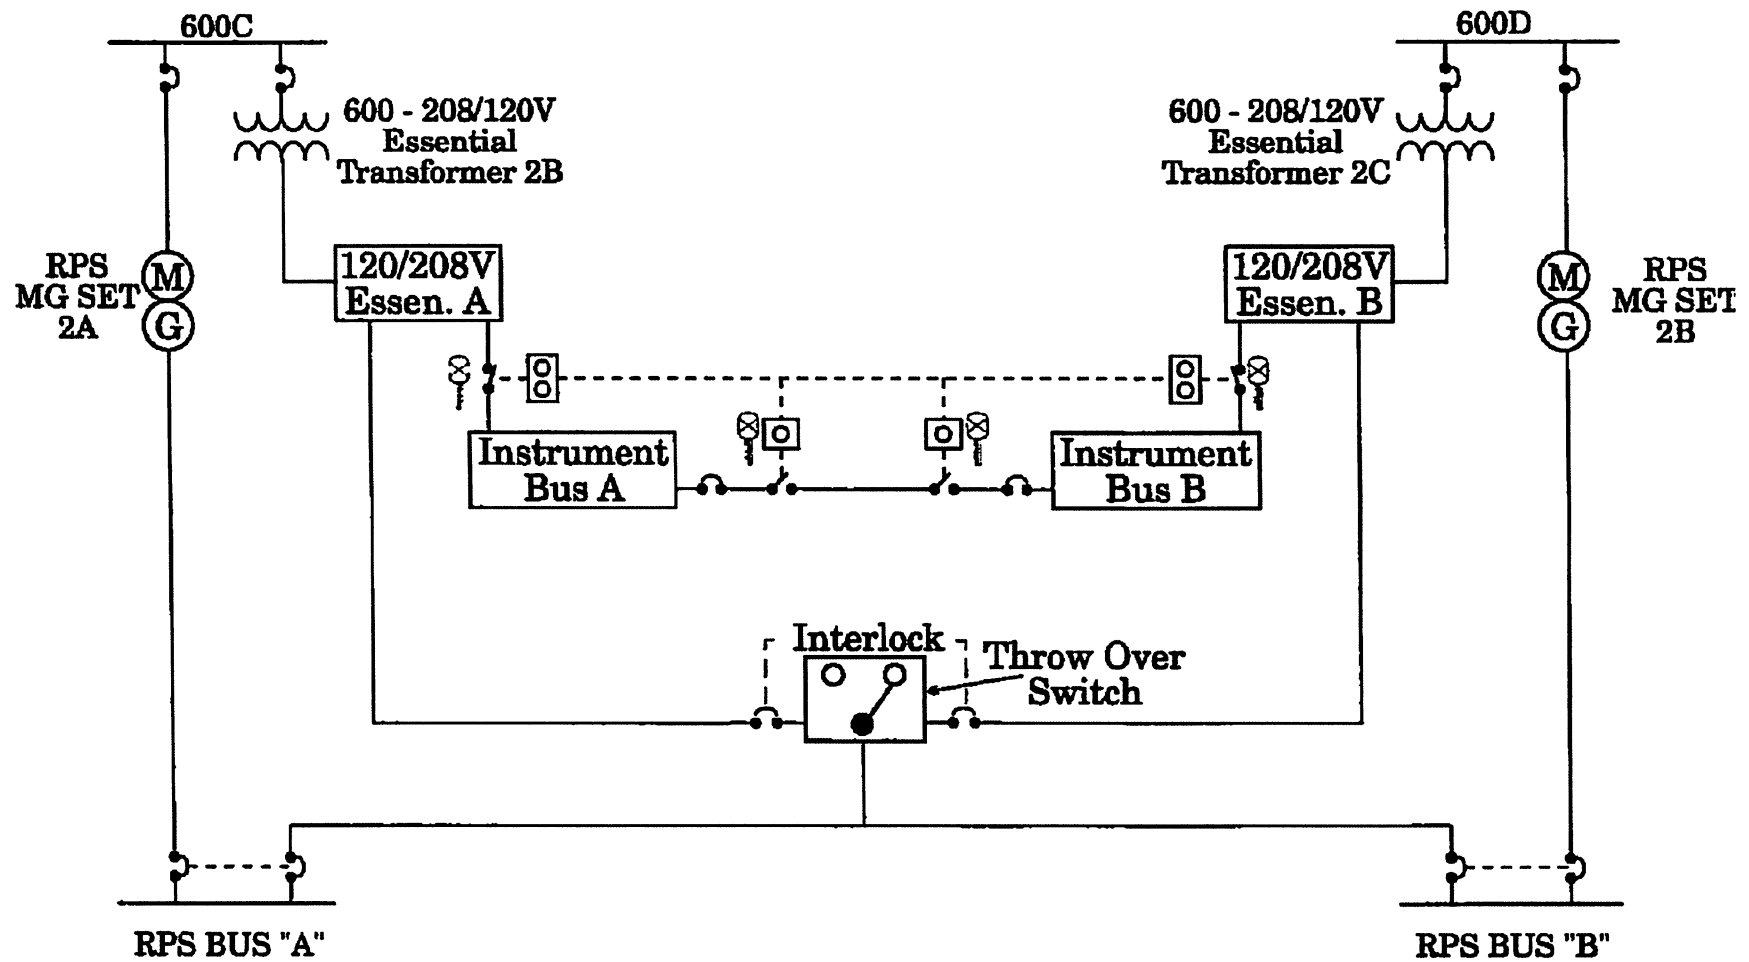 600C
600D
600 - 208/120V
Essential
Transformer 2B
600 - 208/120V
Essential
Transformer 2C
RPS
MG SET
2A
M
G
120/208V
Essen. A
120/208V
Essen. B
M
G
RPS
MG SET
2B
Instrument
Bus A
Instrument
Bus B
Interlock
Throw Over
Switch
RPS BUS "A"
RPS BUS "B"